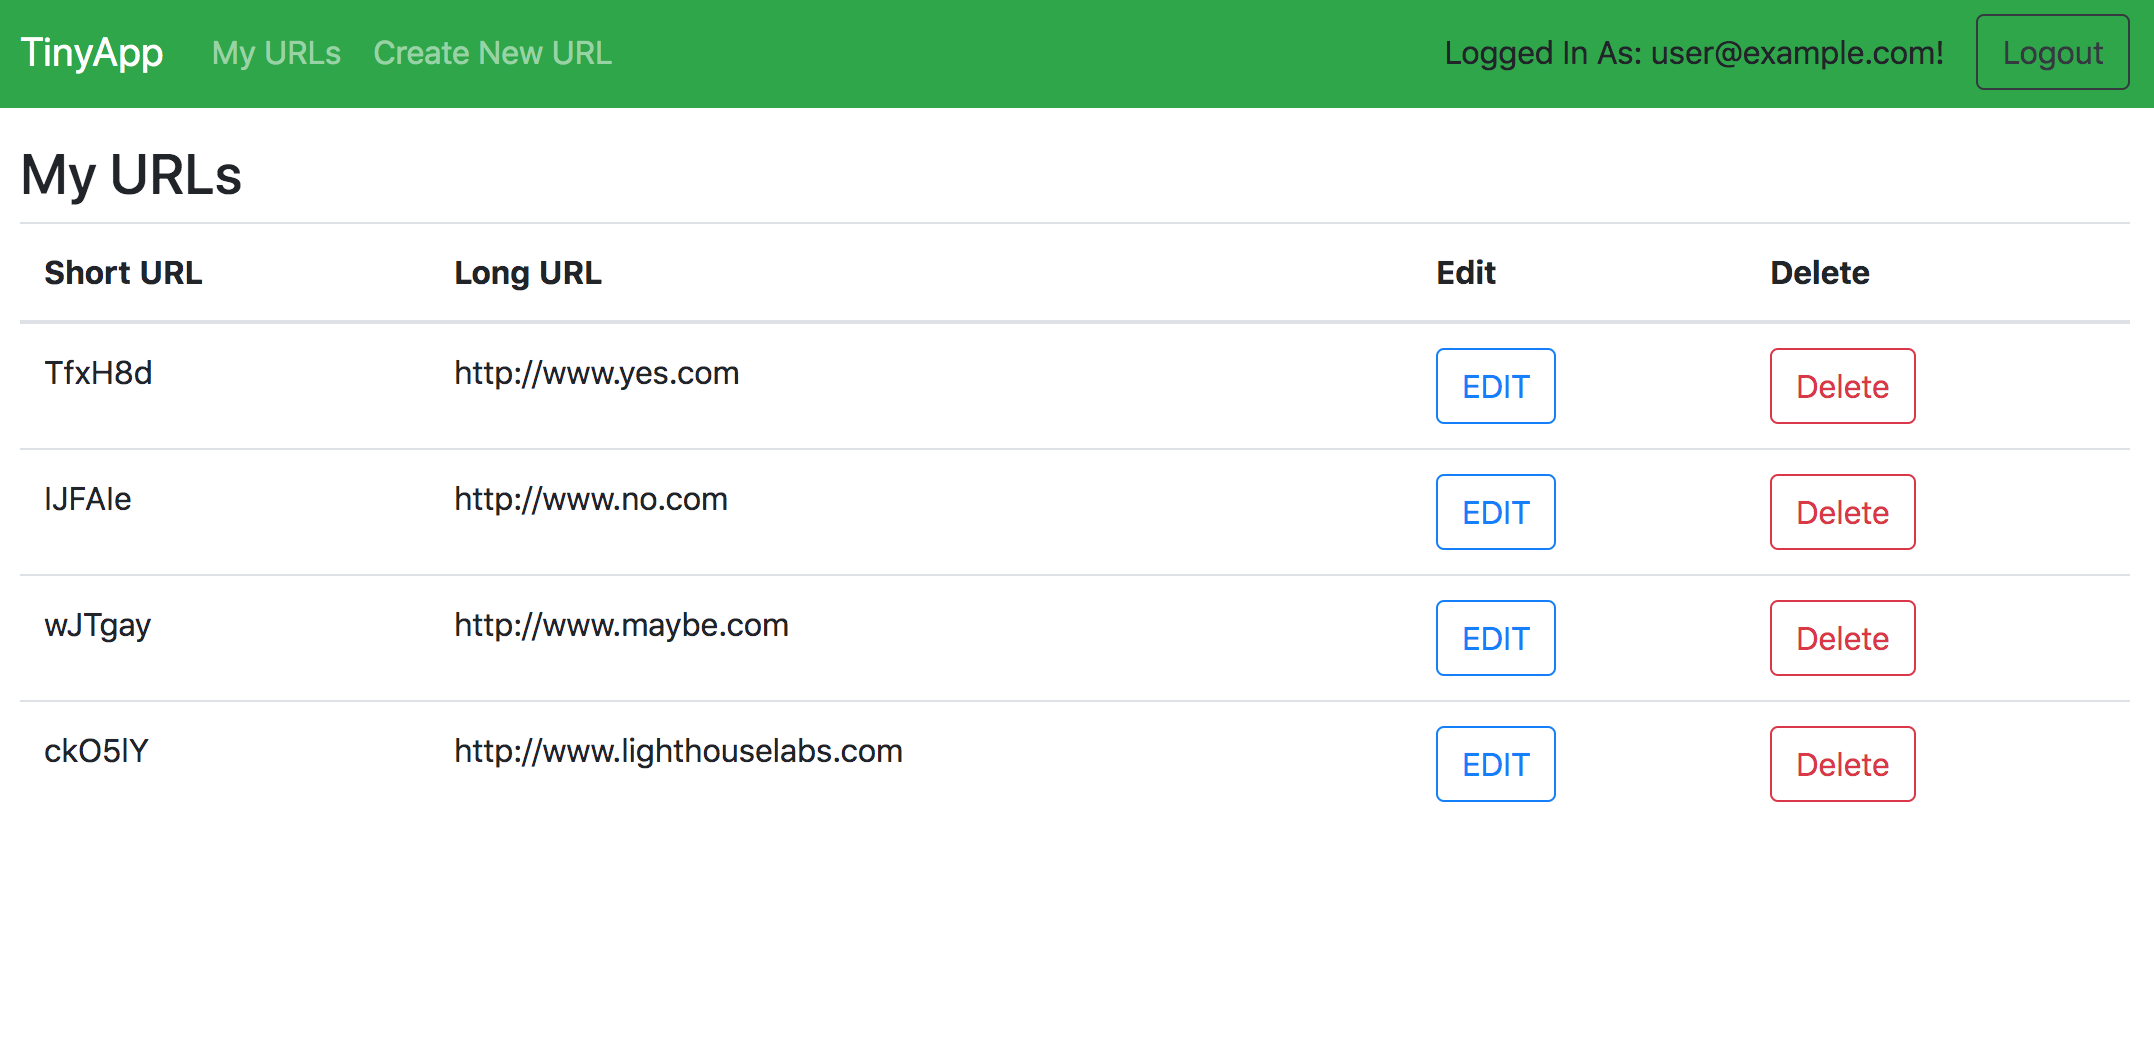 TinyApp My URLs Create New URL Logged In As: user@example.com! Logout
My URLs
Short URL Long URL Edit Delete
TfxH8d http://www.yes.com EDIT Delete
lJFAle http://www.no.com EDIT Delete
wJTgay http://www.maybe.com EDIT Delete
ckO5lY http://www.lighthouselabs.com EDIT Delete